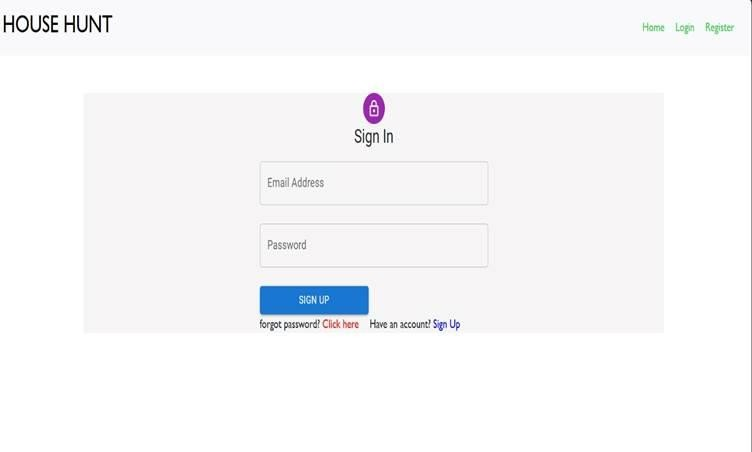 HOUSE HUNT
Home Login Register
Sign In
Email Address
Password
SIGN UP
forgot password? Click here Have an account? Sign Up